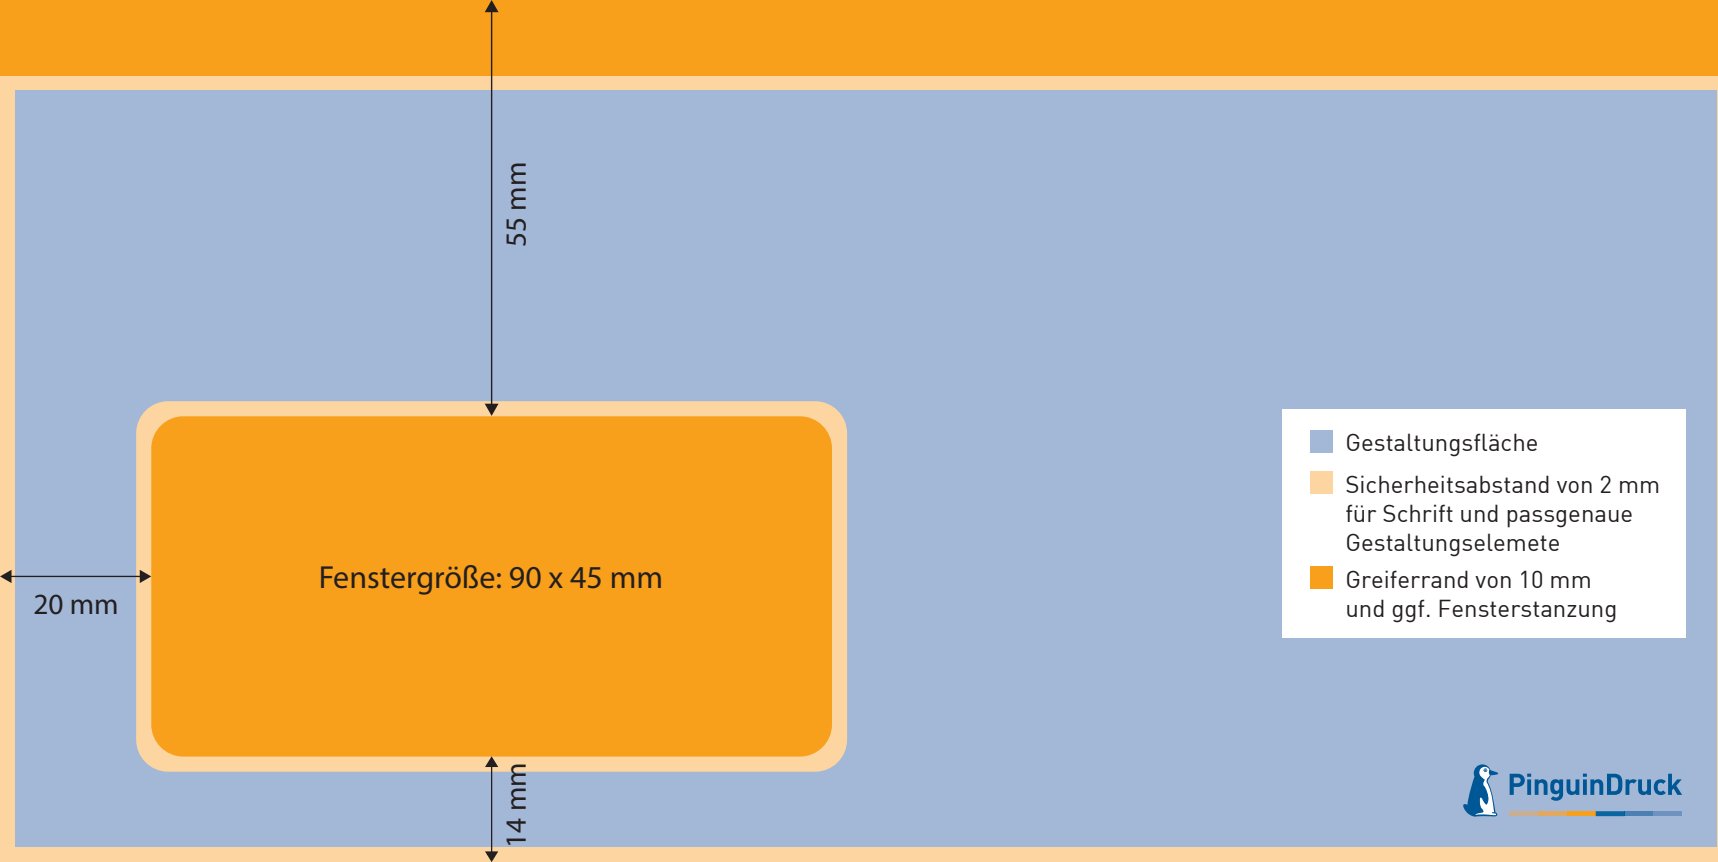 55 mm
Gestaltungsfläche
Sicherheitsabstand von 2 mm
für Schrift und passgenaue
Gestaltungselemete
Greiferrand von 10 mm
und ggf. Fensterstanzung
Fenstergröße: 90 x 45 mm
20 mm
14 mm
PinguinDruck